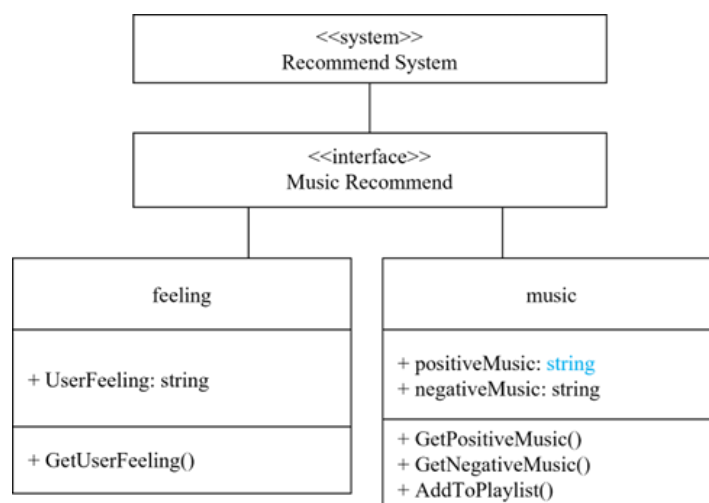 <<system>>
Recommend System
<<interface>>
Music Recommend
feeling
+ UserFeeling: string
+ GetUserFeeling()
music
+ positiveMusic: string
+ negativeMusic: string
+ GetPositiveMusic()
+ GetNegativeMusic()
+ AddToPlaylist()